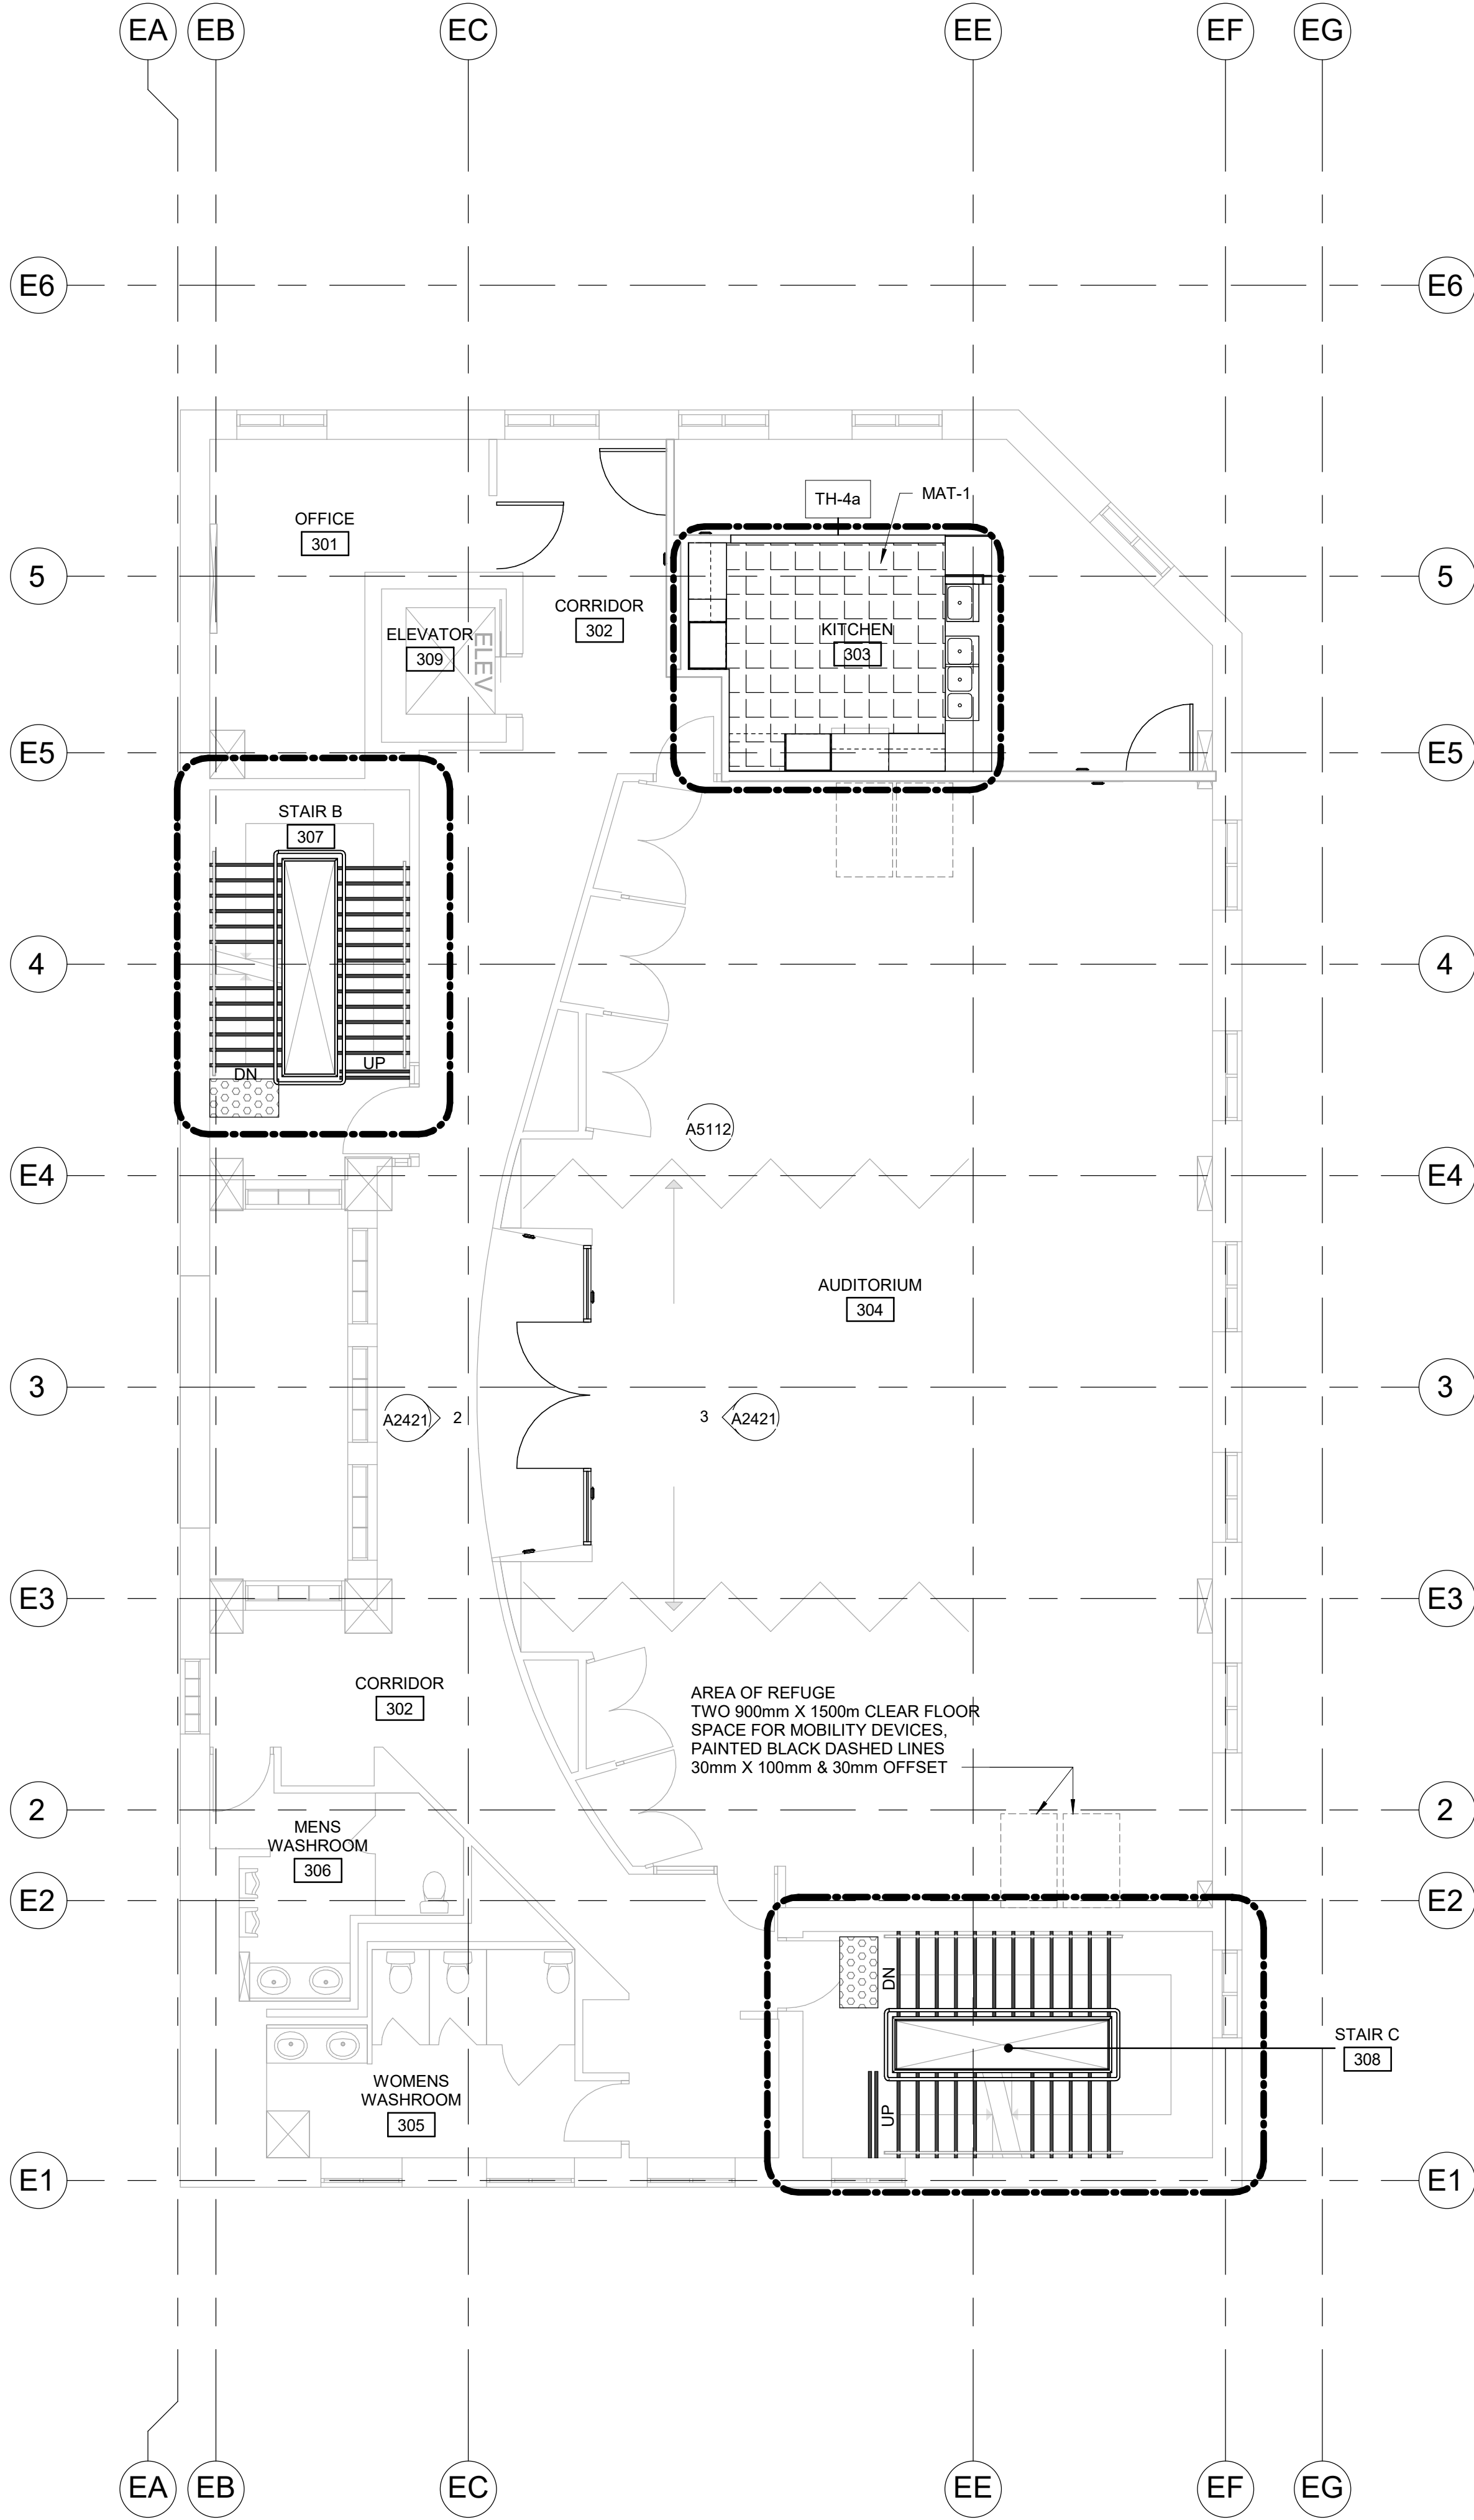 EA
EB
EC
EE
EF
EG
E6
E6
TH-4a
MAT-1
OFFICE
301
5
5
CORRIDOR
302
ELEVATOR
309
ELEV
KITCHEN
303
E5
E5
STAIR B
307
4
4
UP
DN
A5112
E4
E4
AUDITORIUM
304
3
3
A2421
2
3
A2421
E3
E3
CORRIDOR
302
AREA OF REFUGE
TWO 900mm X 1500m CLEAR FLOOR
SPACE FOR MOBILITY DEVICES,
PAINTED BLACK DASHED LINES
30mm X 100mm & 30mm OFFSET
2
2
MENS
WASHROOM
306
E2
E2
DN
STAIR C
308
WOMENS
WASHROOM
305
UP
E1
E1
EA
EB
EC
EE
EF
EG